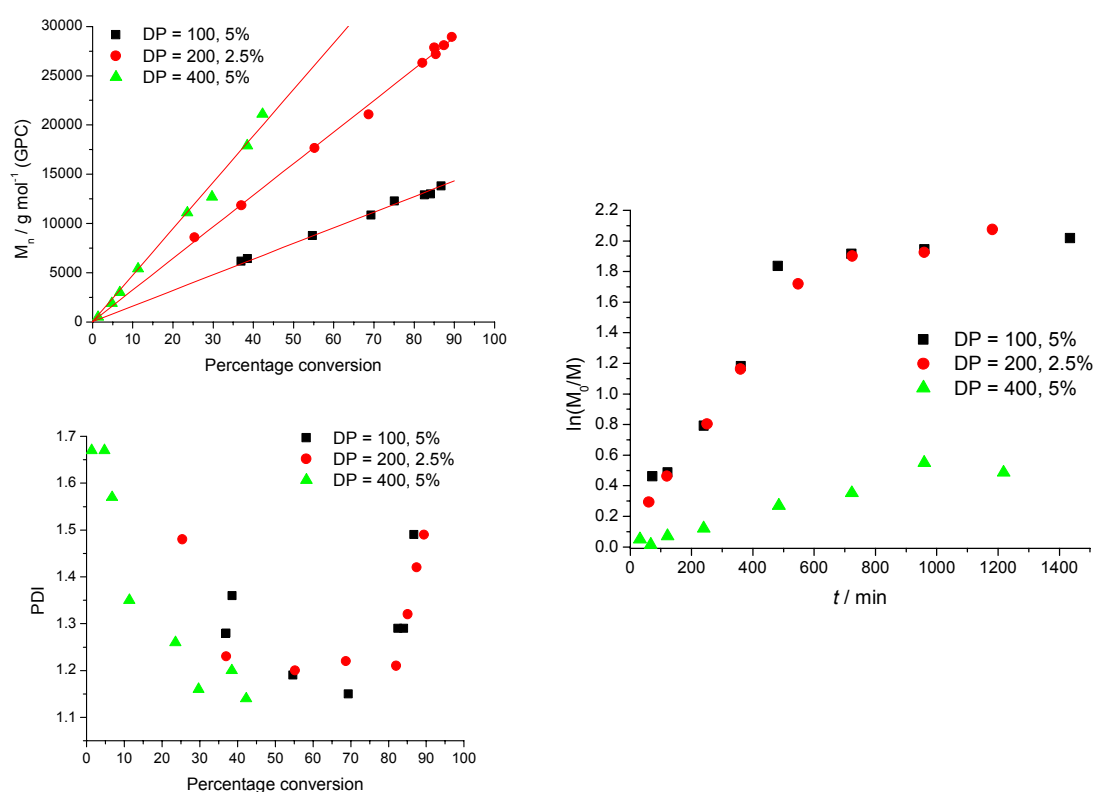 30000
25000
20000
15000
10000
5000
0
Mn / g mol-1 (GPC)
DP = 100, 5%
DP = 200, 2.5%
DP = 400, 5%
0 10 20 30 40 50 60 70 80 90 100
Percentage conversion
1.7
1.6
1.5
1.4
1.3
1.2
1.1
PDI
DP = 100, 5%
DP = 200, 2.5%
DP = 400, 5%
0 10 20 30 40 50 60 70 80 90 100
Percentage conversion
2.2
2.0
1.8
1.6
1.4
1.2
1.0
0.8
0.6
0.4
0.2
0.0
ln(M0/M)
DP = 100, 5%
DP = 200, 2.5%
DP = 400, 5%
0 200 400 600 800 1000 1200 1400
t / min